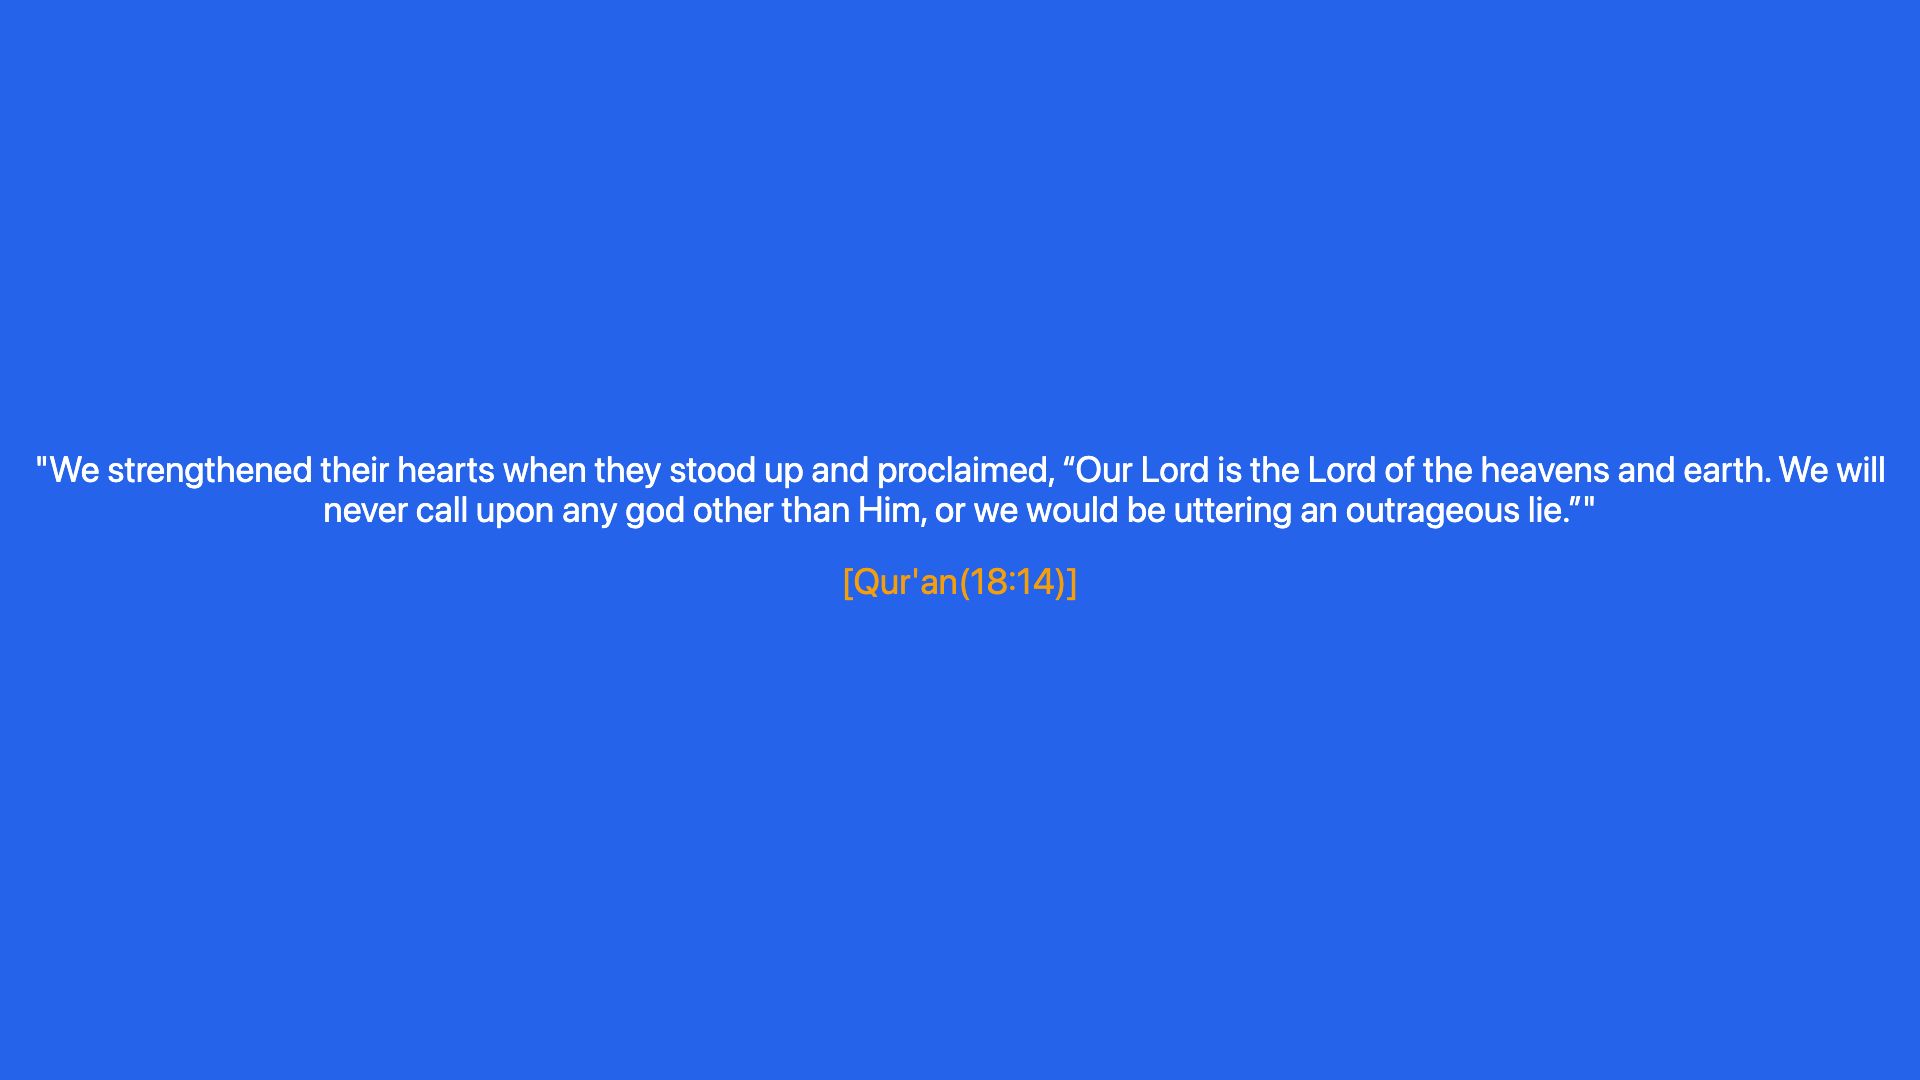 "We strengthened their hearts when they stood up and proclaimed, “Our Lord is the Lord of the heavens and earth. We will
never call upon any god other than Him, or we would be uttering an outrageous lie.”"
[Qur'an(18:14)]